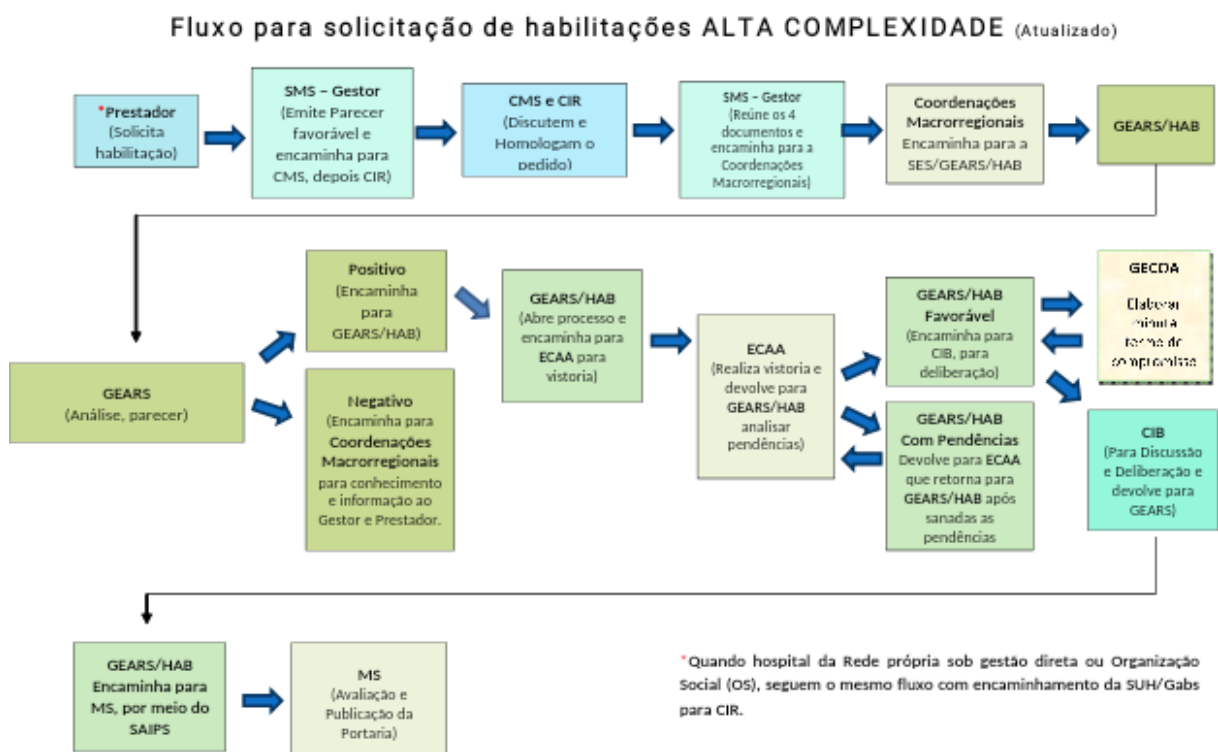 Fluxo para solicitação de habilitações ALTA COMPLEXIDADE (Atualizado)
*Prestador
(Solicita
habilitação)
SMS – Gestor
(Emite Parecer
favorável e
encaminha para
CMS, depois CIR)
CMS e CIR
(Discutem e
Homologam o
pedido)
SMS – Gestor
(Reúne os 4
documentos e
encaminha para a
Coordenações
Macrorregionais)
Coordenações
Macrorregionais
Encaminha para a
SES/GEARS/HAB
GEARS/HAB
GEARS
(Análise, parecer)
Positivo
(Encaminha
para
GEARS/HAB)
Negativo
(Encaminha para
Coordenações
Macrorregionais
para conhecimento
e informação ao
Gestor e Prestador.
GEARS/HAB
(Abre processo e
encaminha para
ECAA para
vistoria)
ECAA
(Realiza vistoria e
devolve para
GEARS/HAB
analisar
pendências)
GEARS/HAB
Favorável
(Encaminha para
CIB, para
deliberação)
GEARS/HAB
Com Pendências
Devolve para ECAA
que retorna para
GEARS/HAB após
sanadas as
pendências
GECOA
Elaborar
minuta
termo de
compromisso
CIB
(Para Discussão
e Deliberação e
devolve para
GEARS)
GEARS/HAB
Encaminha para
MS, por meio do
SAIPS
MS
(Avaliação e
Publicação da
Portaria)
*Quando hospital da Rede própria sob gestão direta ou Organização
Social (OS), seguem o mesmo fluxo com encaminhamento da SUH/Gabs
para CIR.